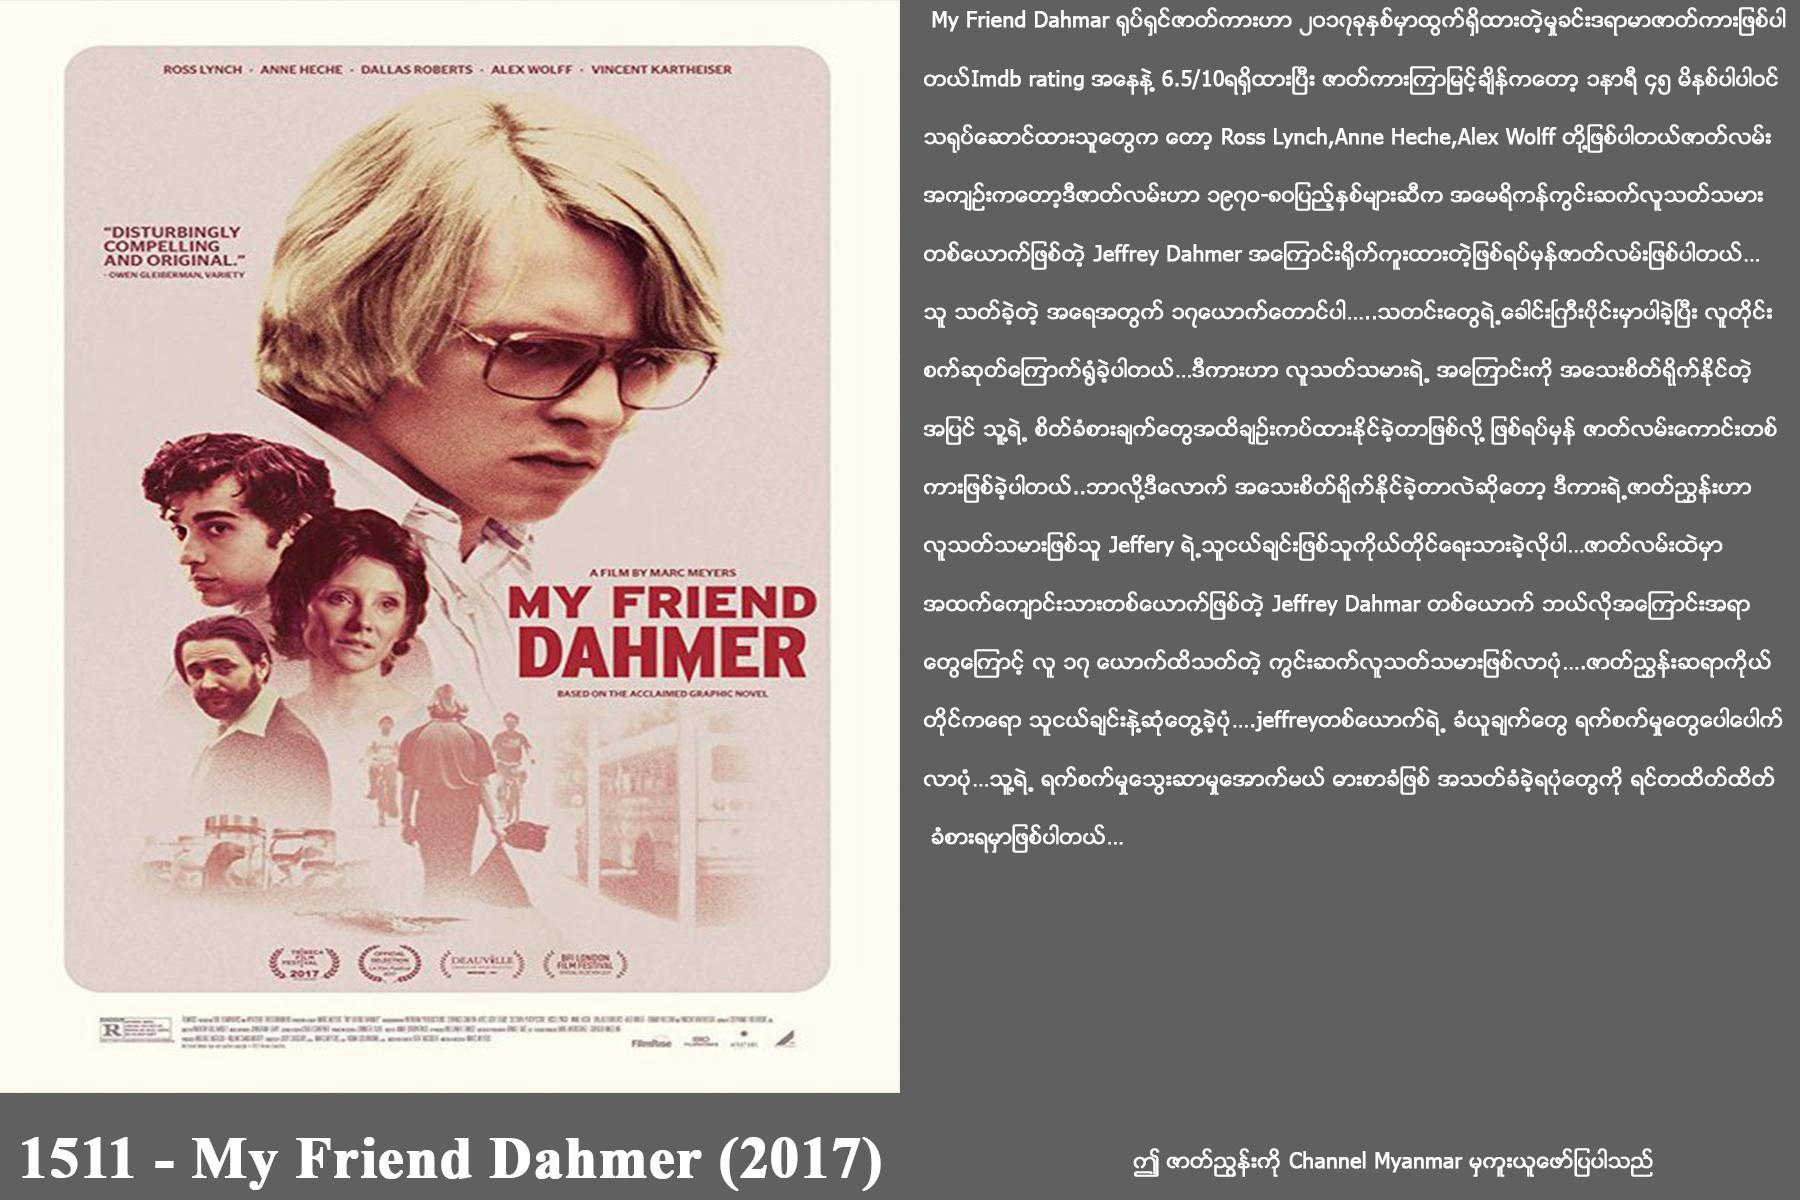 ROSS LYNCH · ANNE HECHE · DALLAS ROBERTS · ALEX WOLFF · VINCENT KARTHEISER
"DISTURBINGLY
COMPELLING
AND ORIGINAL."
- OWEN GLEIBERMAN, VARIETY
A FILM BY MARC MEYERS
MY FRIEND
DAHMER
BASED ON THE ACCLAIMED GRAPHIC NOVEL
TRIBECA
FILM
FESTIVAL
2017
OFFICIAL
SELECTION
DEAUVILLE
BFI LONDON
FILM FESTIVAL
R
FilmRise
1511 - My Friend Dahmer (2017)
My Friend Dahmar ရုပ်ရှင်ဇာတ်ကားဟာ ၂၀၁၇ခုနှစ်မှာထွက်ရှိထားတဲ့မှုခင်းဒရာမာဇာတ်ကားဖြစ်ပါ
တယ်Imdb rating အနေနဲ့ 6.5/10ရရှိထားပြီး ဇာတ်ကားကြာမြင့်ချိန်ကတော့ ၁နာရီ ၄၅ မိနစ်ပါပါဝင်
သရုပ်ဆောင်ထားသူတွေက တော့ Ross Lynch,Anne Heche,Alex Wolff တို့ဖြစ်ပါတယ်ဇာတ်လမ်း
အကျဉ်းကတော့ဒီဇာတ်လမ်းဟာ ၁၉၇၀-၈၀ပြည့်နှစ်များဆီက အမေရိကန်ကွင်းဆက်လူသတ်သမား
တစ်ယောက်ဖြစ်တဲ့ Jeffrey Dahmer အကြောင်းရိုက်ကူးထားတဲ့ဖြစ်ရပ်မှန်ဇာတ်လမ်းဖြစ်ပါတယ်...
သူ သတ်ခဲ့တဲ့ အရေအတွက် ၁၇ယောက်တောင်ပါ.....သတင်းတွေရဲ့ခေါင်းကြီးပိုင်းမှာပါခဲ့ပြီး လူတိုင်း
စက်ဆုတ်ကြောက်ရွံ့ခဲ့ပါတယ်...ဒီကားဟာ လူသတ်သမားရဲ့ အကြောင်းကို အသေးစိတ်ရိုက်နိုင်တဲ့
အပြင် သူ့ရဲ့ စိတ်ခံစားချက်တွေအထိချဉ်းကပ်ထားနိုင်ခဲ့တာဖြစ်လို့ ဖြစ်ရပ်မှန် ဇာတ်လမ်းကောင်းတစ်
ကားဖြစ်ခဲ့ပါတယ်..ဘာလို့ဒီလောက် အသေးစိတ်ရိုက်နိုင်ခဲ့တာလဲဆိုတော့ ဒီကားရဲ့ဇာတ်ညွှန်းဟာ
လူသတ်သမားဖြစ်သူ Jeffery ရဲ့သူငယ်ချင်းဖြစ်သူကိုယ်တိုင်ရေးသားခဲ့လိုပါ...ဇာတ်လမ်းထဲမှာ
အထက်ကျောင်းသားတစ်ယောက်ဖြစ်တဲ့ Jeffrey Dahmar တစ်ယောက် ဘယ်လိုအကြောင်းအရာ
တွေကြောင့် လူ ၁၇ ယောက်ထိသတ်တဲ့ ကွင်းဆက်လူသတ်သမားဖြစ်လာပုံ....ဇာတ်ညွှန်းဆရာကိုယ်
တိုင်ကရော သူငယ်ချင်းနဲ့ဆုံတွေ့ခဲ့ပုံ....jeffreyတစ်ယောက်ရဲ့ ခံယူချက်တွေ ရက်စက်မှုတွေပေါ်ပေါက်
လာပုံ...သူ့ရဲ့ ရက်စက်မှုသွေးဆာမှုအောက်မယ် ဓားစာခံဖြစ် အသတ်ခံခဲ့ရပုံတွေကို ရင်တထိတ်ထိတ်
ခံစားရမှာဖြစ်ပါတယ်...
ဤ ဇာတ်ညွှန်းကို Channel Myanmar မှကူးယူဖော်ပြပါသည်